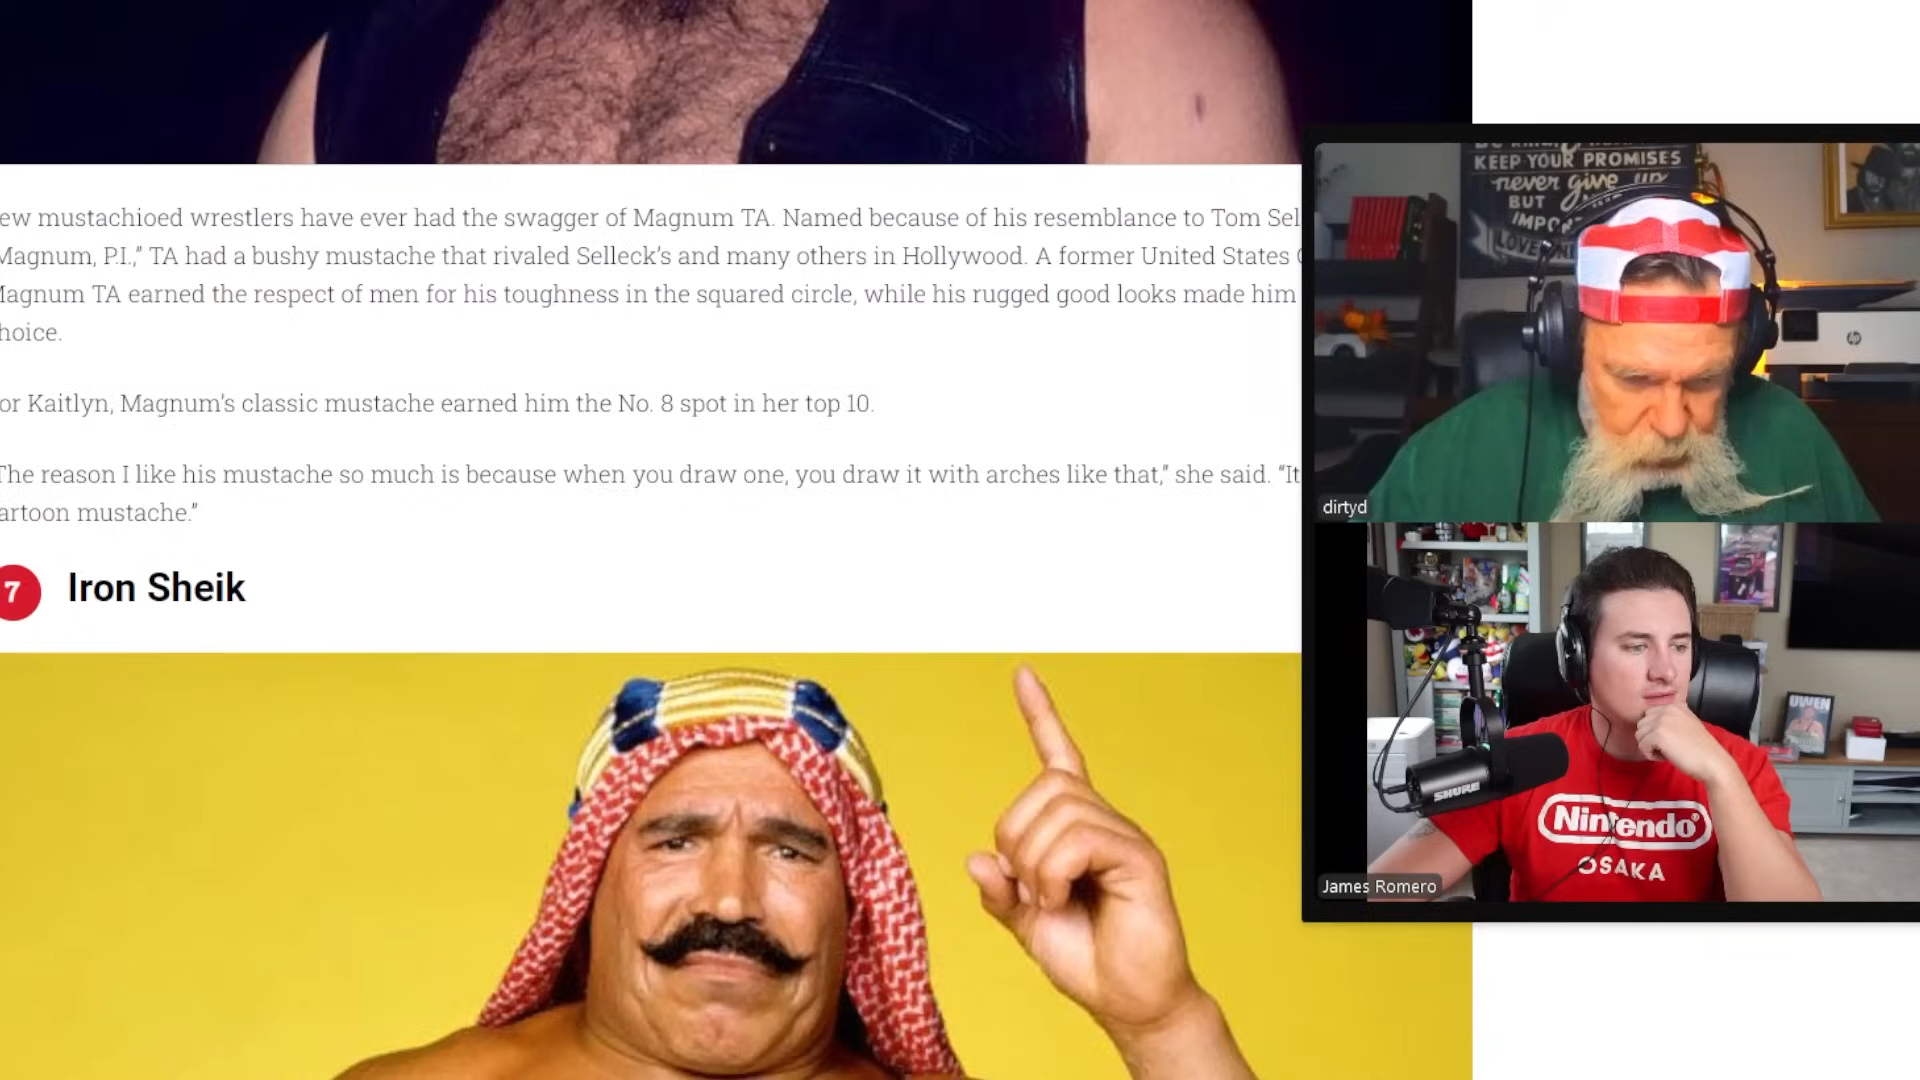 ew mustachioed wrestlers have ever had the swagger of Magnum TA. Named because of his resemblance to Tom Sel
Magnum, P.I.,” TA had a bushy mustache that rivaled Selleck’s and many others in Hollywood. A former United States
Magnum TA earned the respect of men for his toughness in the squared circle, while his rugged good looks made him
hoice.
or Kaitlyn, Magnum’s classic mustache earned him the No. 8 spot in her top 10.
The reason I like his mustache so much is because when you draw one, you draw it with arches like that,” she said. “It
artoon mustache.”
7 Iron Sheik
KEEP YOUR PROMISES
never give up
BUT
hp
dirtyd
OWEN
SHURE
Nintendo®
OSAKA
James Romero